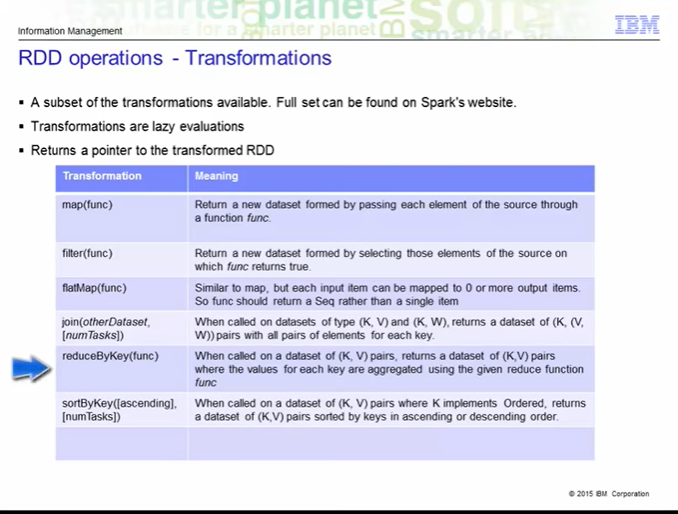 smarter planet
soft
for a smarter planet
IBM
smarter
Information Management
IBM
RDD operations - Transformations
▪ A subset of the transformations available. Full set can be found on Spark's website.
▪ Transformations are lazy evaluations
▪ Returns a pointer to the transformed RDD
Transformation Meaning
map(func) Return a new dataset formed by passing each element of the source through
a function func.
filter(func) Return a new dataset formed by selecting those elements of the source on
which func returns true.
flatMap(func) Similar to map, but each input item can be mapped to 0 or more output items.
So func should return a Seq rather than a single item
join(otherDataset, When called on datasets of type (K, V) and (K, W), returns a dataset of (K, (V,
[numTasks]) W)) pairs with all pairs of elements for each key.
reduceByKey(func) When called on a dataset of (K, V) pairs, returns a dataset of (K,V) pairs
where the values for each key are aggregated using the given reduce function
func
sortByKey([ascending], When called on a dataset of (K, V) pairs where K implements Ordered, returns
[numTasks]) a dataset of (K,V) pairs sorted by keys in ascending or descending order.
© 2015 IBM Corporation